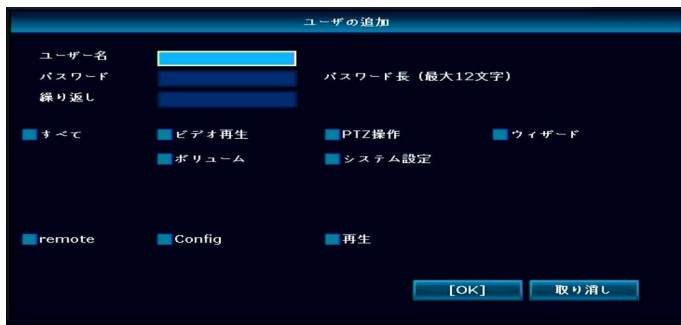 ユーザの追加
ユーザー名
パスワード パスワード長 (最大12文字)
繰り返し
すべて ビデオ再生 PTZ操作 ウィザード
ボリューム システム設定
remote Config 再生
[OK] 取り消し